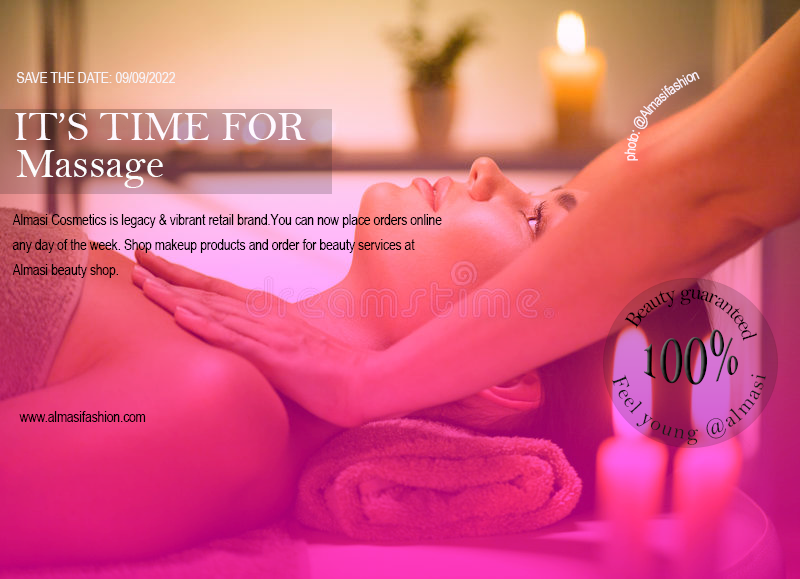 SAVE THE DATE: 09/09/2022
IT'S TIME FOR
Massage
photo: @Almasifashion
Almasi Cosmetics is legacy & vibrant retail brand.You can now place orders online
any day of the week. Shop makeup products and order for beauty services at
Almasi beauty shop.
dreamstime.com
Beauty guaranteed
100%
Feel young @almasi
www.almasifashion.com